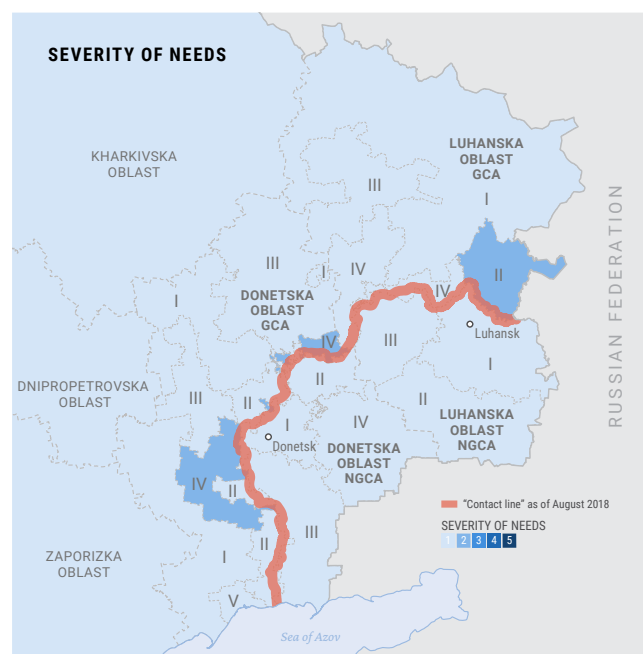 SEVERITY OF NEEDS
KHARKIVSKA
OBLAST
LUHANSKA
OBLAST
GCA
III
I
RUSSIAN FEDERATION
III
I
IV
II
IV
I
DONETSKA
OBLAST
GCA
Luhansk
IV
III
I
II
DNIPROPETROVSKA
OBLAST
III
II
II
I
IV
LUHANSKA
OBLAST
NGCA
Donetsk
DONETSKA
OBLAST
NGCA
IV
II
"Contact line" as of August 2018
SEVERITY OF NEEDS
1 2 3 4 5
III
II
I
ZAPORIZKA
OBLAST
V
Sea of Azov